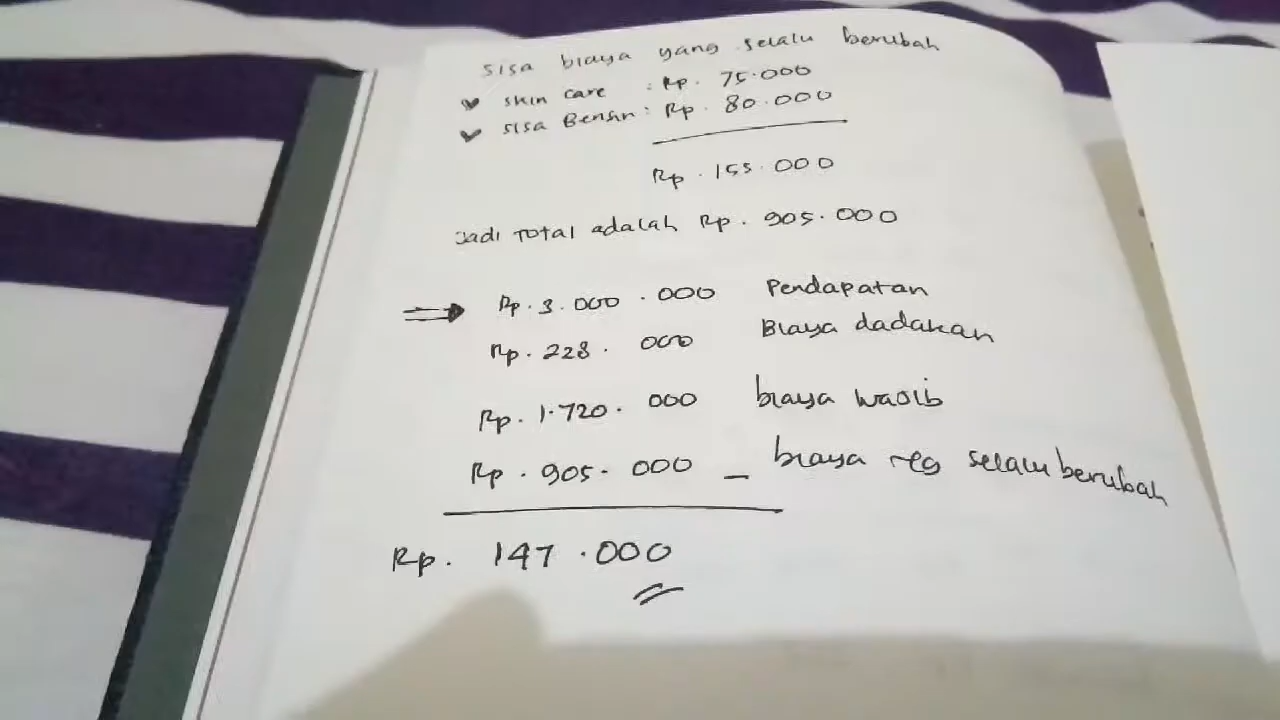 sisa biaya yang selalu berubah
skin care : Rp. 75.000
sisa Bensin : Rp. 80.000
Rp. 155.000
Jadi Total adalah Rp. 905.000
Rp. 3.000.000 Pendapatan
Rp. 228.000 Biaya dadakan
Rp. 1.720.000 biaya wajib
Rp. 905.000 - biaya yg selalu berubah
Rp. 147.000